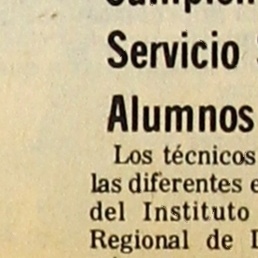 Servicio
Alumnos
Los técnicos
las diferentes
del Instituto
Regional de